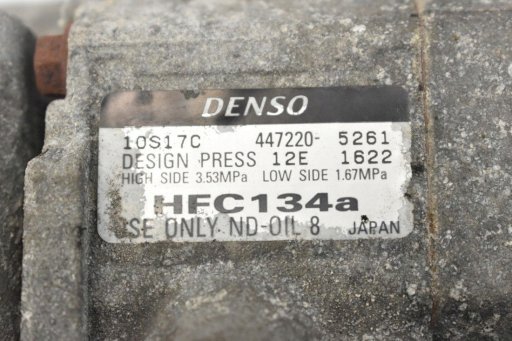 DENSO
10S17C 447220- 5261
DESIGN PRESS 12E 1622
HIGH SIDE 3.53MPa LOW SIDE 1.67MPa
HFC134a
USE ONLY ND-OIL 8 JAPAN